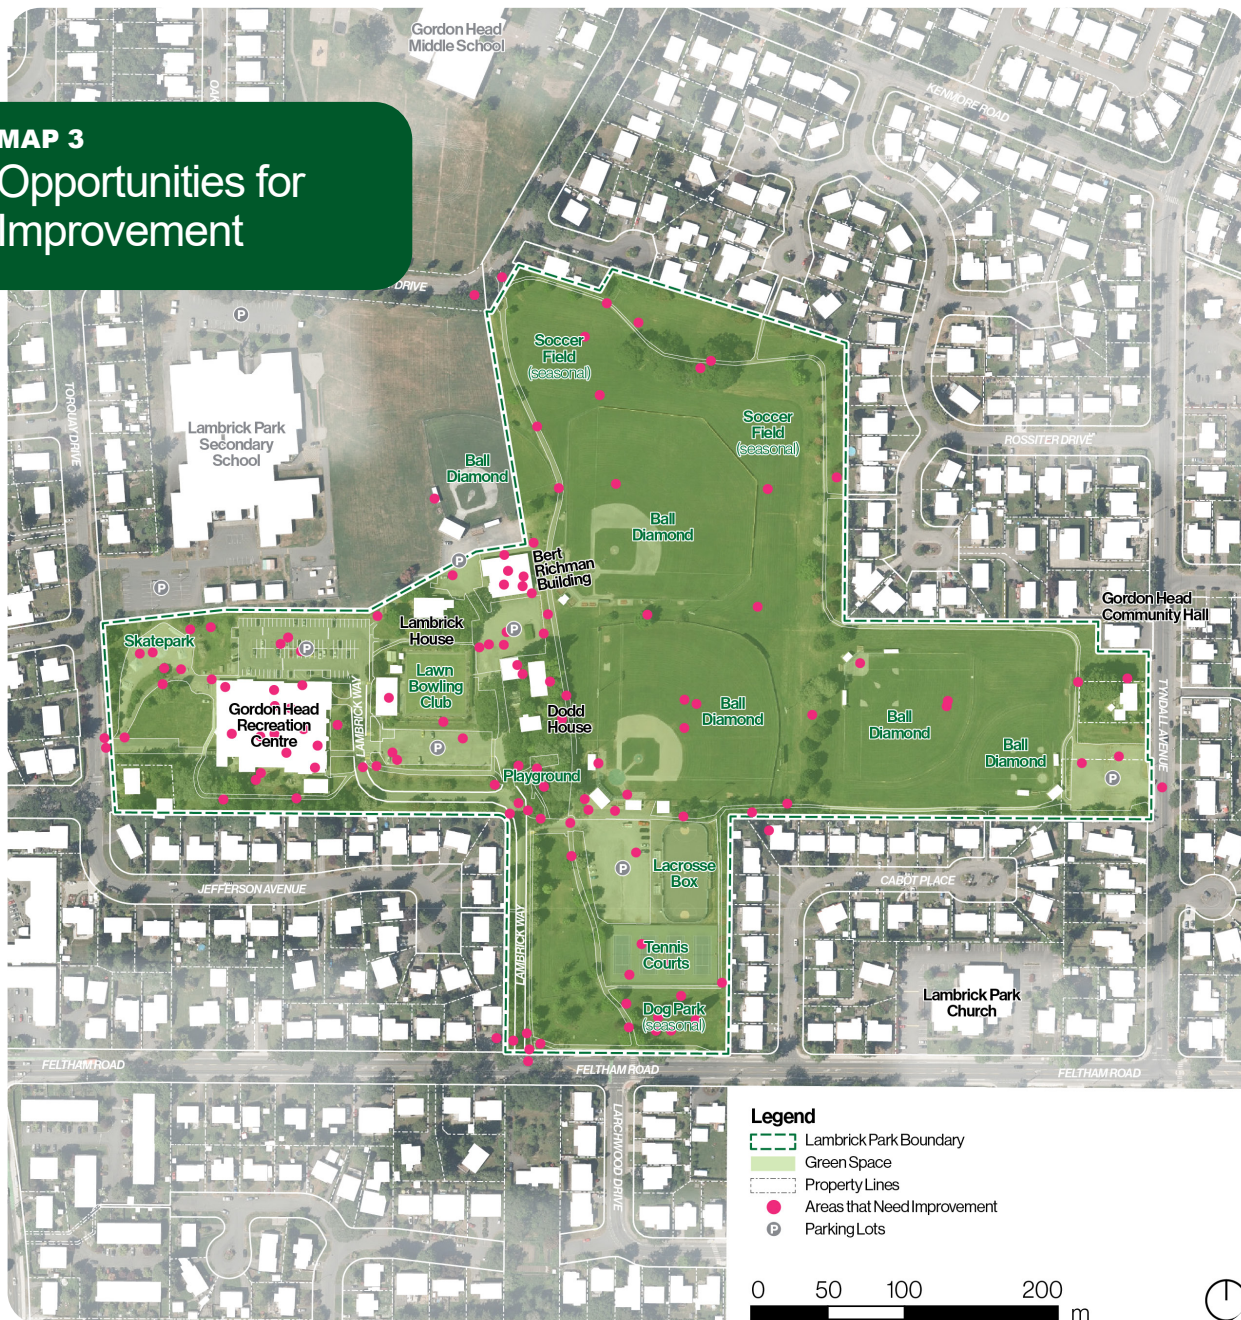 Gordon Head
Middle School
KENMORE ROAD
OAK
MAP 3
Opportunities for
Improvement
DRIVE
P
Soccer
Field
(seasonal)
TORQUAY DRIVE
Lambrick Park
Secondary
School
Soccer
Field
(seasonal)
ROSSITER DRIVE
Ball
Diamond
Ball
Diamond
P
Bert
Richman
Building
P
Gordon Head
Community Hall
Lambrick
House
P
Skatepark
P
Lawn
Bowling
Club
LAMBRICK WAY
Gordon Head
Recreation
Centre
Dodd
House
Ball
Diamond
Ball
Diamond
Ball
Diamond
TYNDALL AVENUE
P
Playground
P
P
Lacrosse
Box
JEFFERSON AVENUE
CABOT PLACE
LAMBRICK WAY
Tennis
Courts
Dog Park
(seasonal)
Lambrick Park
Church
FELTHAM ROAD
FELTHAM ROAD
FELTHAM ROAD
LARCHWOOD DRIVE
Legend
Lambrick Park Boundary
Green Space
Property Lines
Areas that Need Improvement
P Parking Lots
0 50 100 200
m